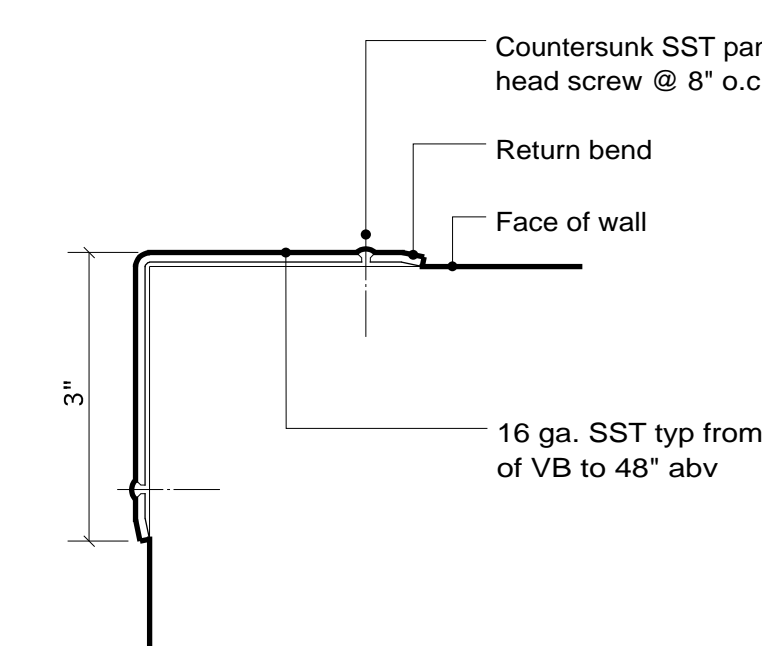 Countersunk SST pan
head screw @ 8" o.c
Return bend
Face of wall
3"
16 ga. SST typ from
of VB to 48" abv